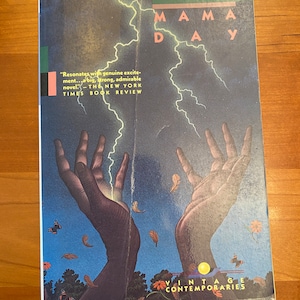 MAMA
DAY
"Resonates with genuine excite-
ment...a big, strong, admirable
novel." —THE NEW YORK
TIMES BOOK REVIEW
VINTAGE
CONTEMPORARIES